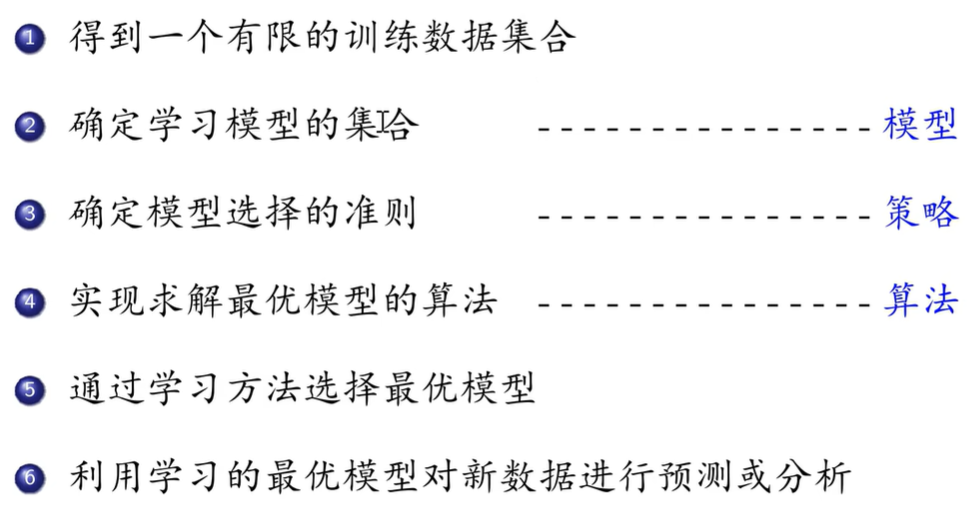 1 得到一个有限的训练数据集合
2 确定学习模型的集合 --------------- 模型
3 确定模型选择的准则 --------------- 策略
4 实现求解最优模型的算法 --------------- 算法
5 通过学习方法选择最优模型
6 利用学习的最优模型对新数据进行预测或分析